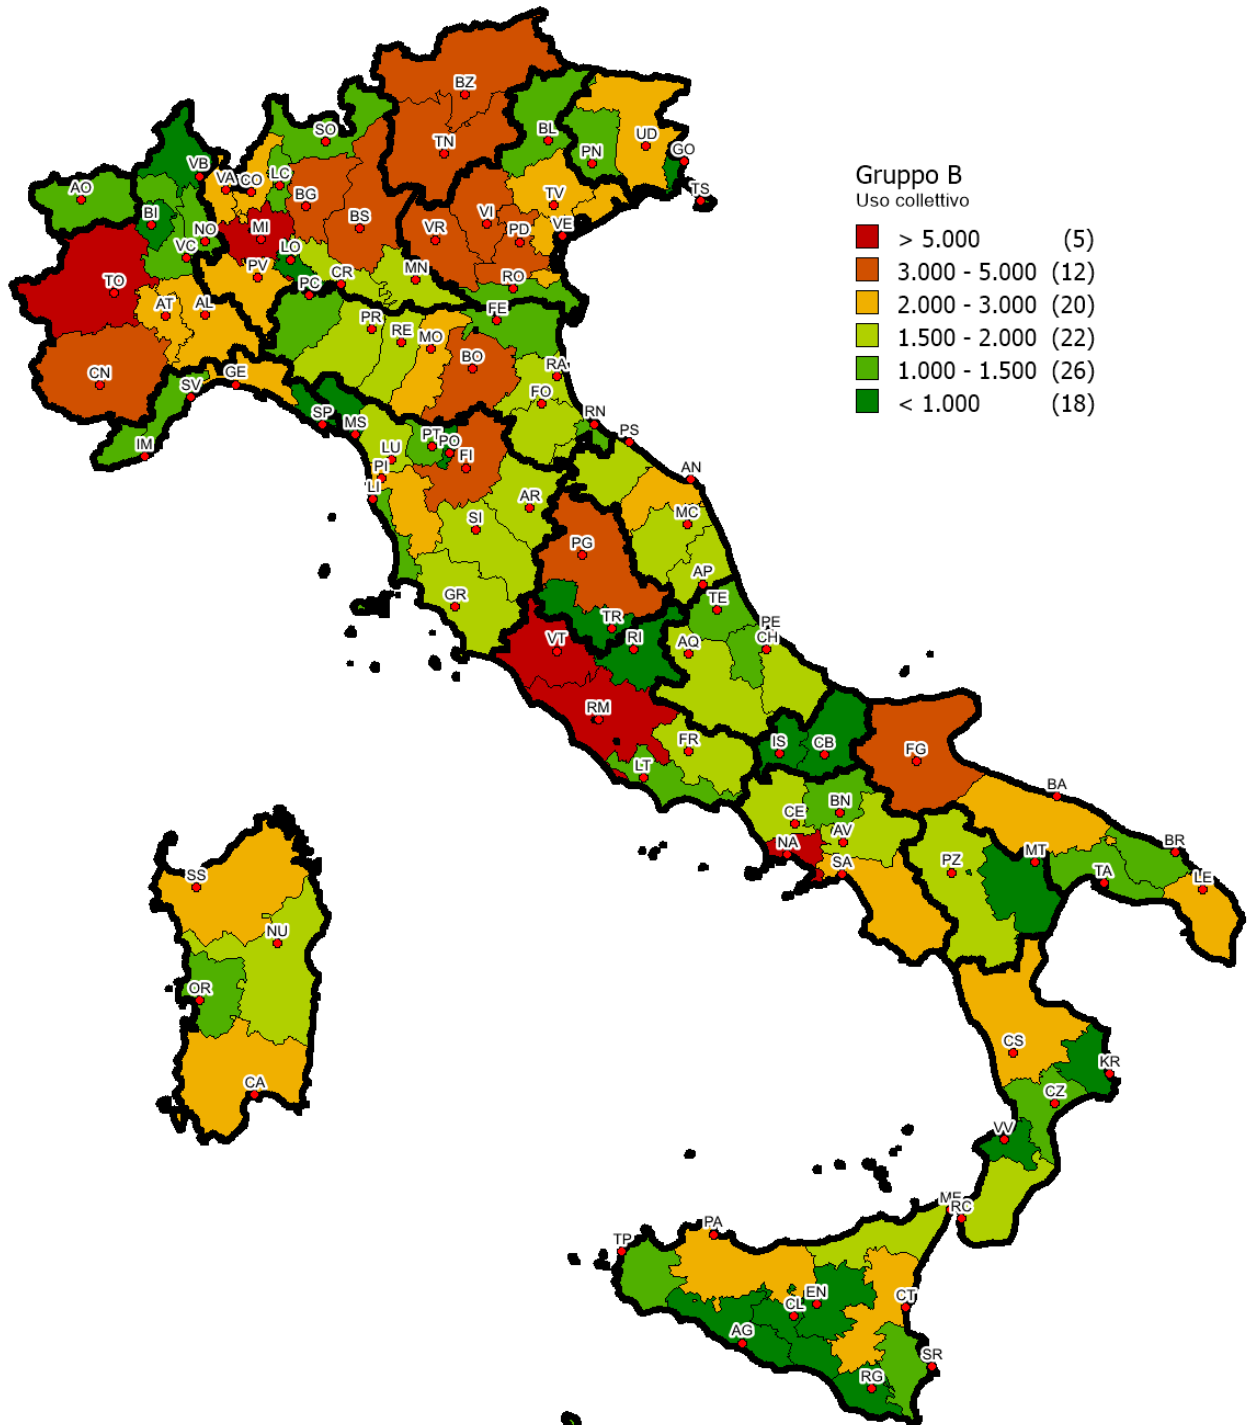 BZ
SO
BL
UD
TN
PN
GO
VB
VA
CO
LC
AO
BG
TS
TV
BI
BS
VI
VE
NO
MI
VR
PD
VC
LO
PV
CR
MN
RO
TO
PC
AT
AL
FE
PR
RE
MO
BO
CN
GE
RA
SV
FO
SP
MS
RN
PS
IM
LU
PT
PO
FI
PI
LI
AN
AR
SI
MC
PG
AP
GR
TE
TR
PE
VT
RI
AQ
CH
RM
FR
IS
CB
FG
LT
BA
CE
BN
NA
AV
SA
PZ
MT
BR
TA
LE
SS
NU
OR
CA
CS
KR
CZ
VV
ME
RC
PA
TP
EN
CL
CT
AG
SR
RG
Gruppo B
Uso collettivo
> 5.000 (5)
3.000 - 5.000 (12)
2.000 - 3.000 (20)
1.500 - 2.000 (22)
1.000 - 1.500 (26)
< 1.000 (18)